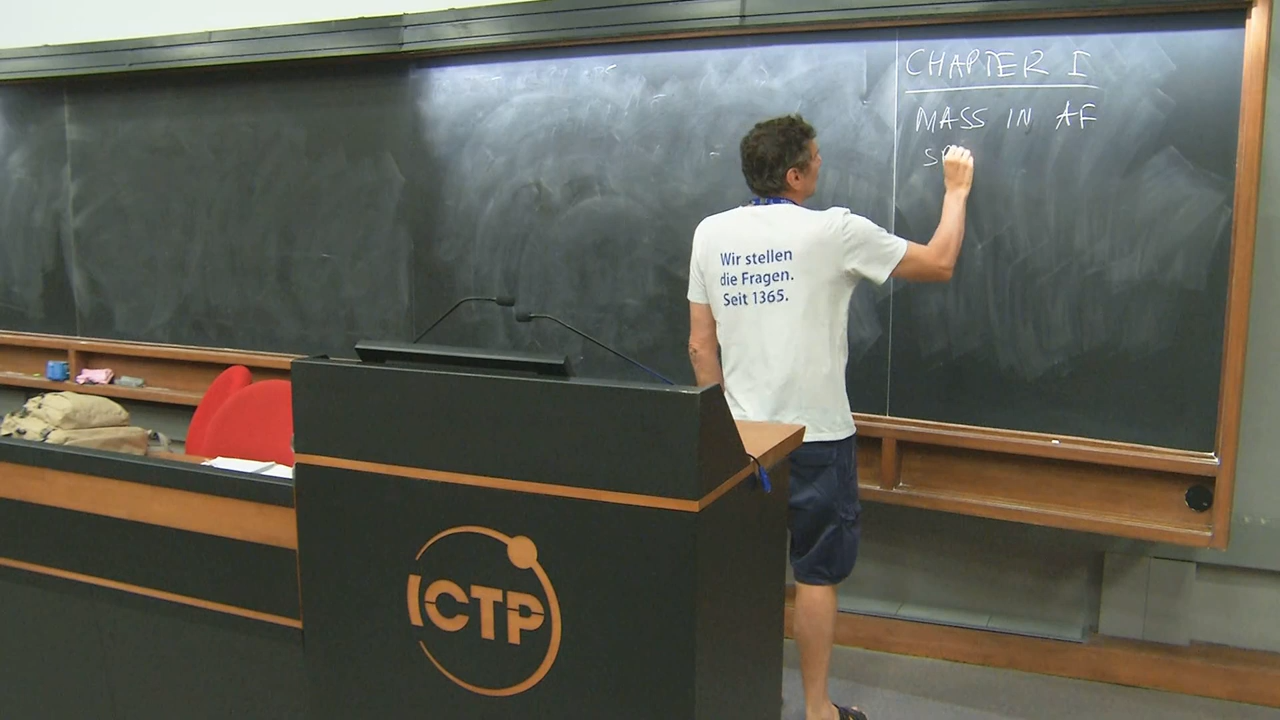 CHAPTER I
MASS IN AF
Wir stellen
die Fragen.
Seit 1365.
ICTP